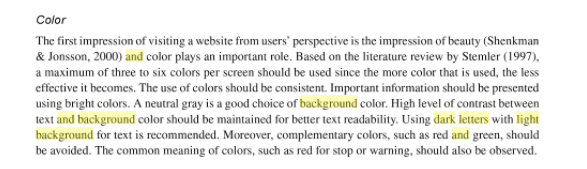 Color
The first impression of visiting a website from users' perspective is the impression of beauty (Shenkman
& Jonsson, 2000) and color plays an important role. Based on the literature review by Stemler (1997),
a maximum of three to six colors per screen should be used since the more color that is used, the less
effective it becomes. The use of colors should be consistent. Important information should be presented
using bright colors. A neutral gray is a good choice of background color. High level of contrast between
text and background color should be maintained for better text readability. Using dark letters with light
background for text is recommended. Moreover, complementary colors, such as red and green, should
be avoided. The common meaning of colors, such as red for stop or warning, should also be observed.